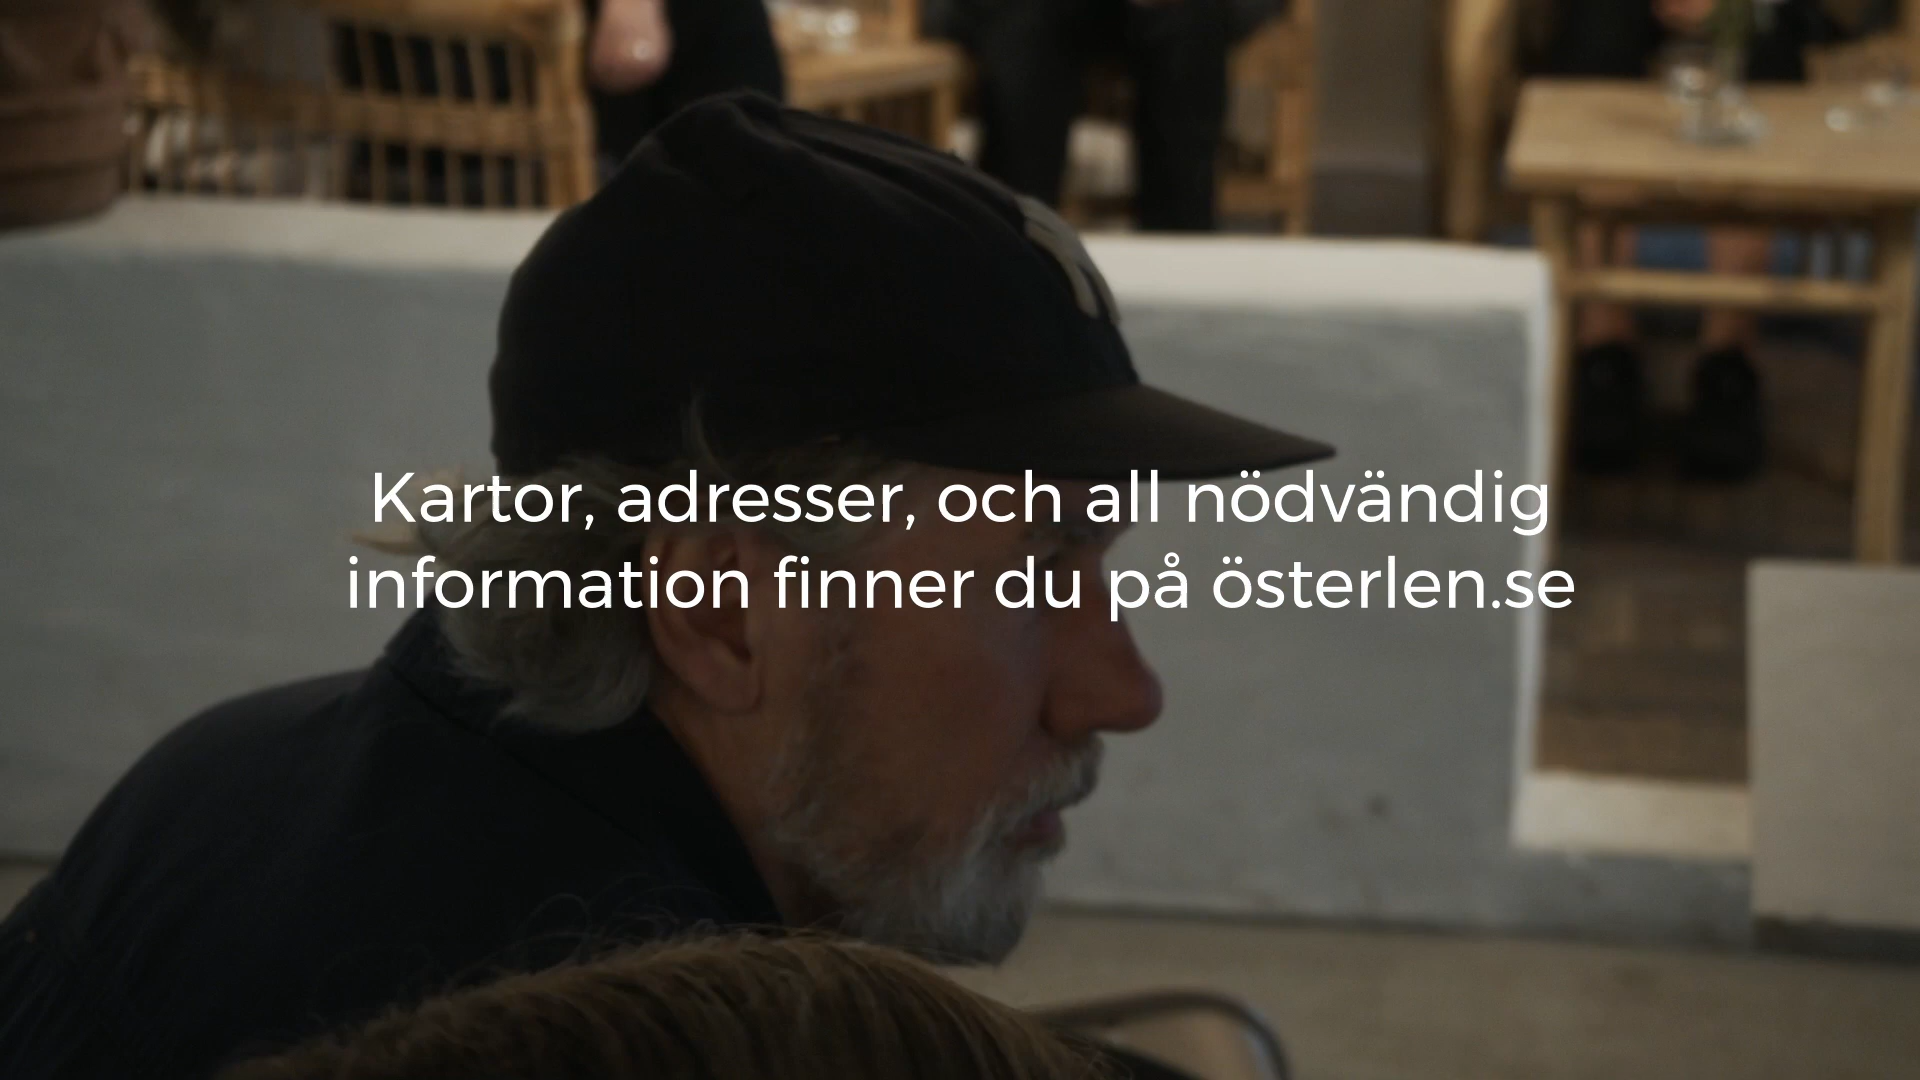 Kartor, adresser, och all nödvändig
information finner du på österlen.se